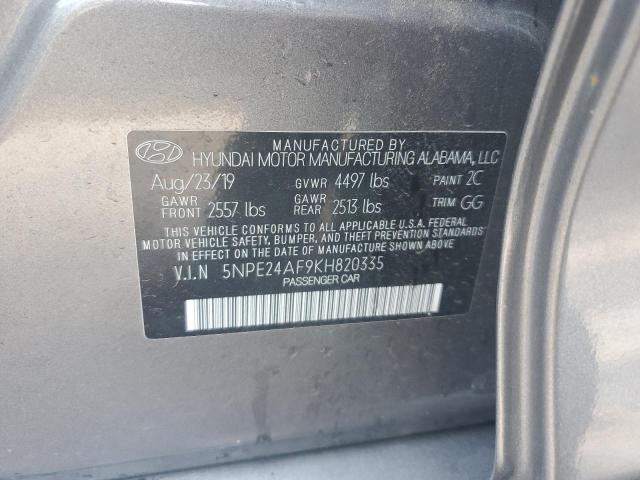 MANUFACTURED BY
HYUNDAI MOTOR MANUFACTURING ALABAMA, LLC
Aug/23/19 GVWR 4497 lbs PAINT 2C
GAWR FRONT 2557 lbs GAWR REAR 2513 lbs TRIM GG
THIS VEHICLE CONFORMS TO ALL APPLICABLE U.S.A. FEDERAL
MOTOR VEHICLE SAFETY, BUMPER, AND THEFT PREVENTION STANDARDS
IN EFFECT ON THE DATE OF MANUFACTURE SHOWN ABOVE.
V.I.N 5NPE24AF9KH820335
PASSENGER CAR